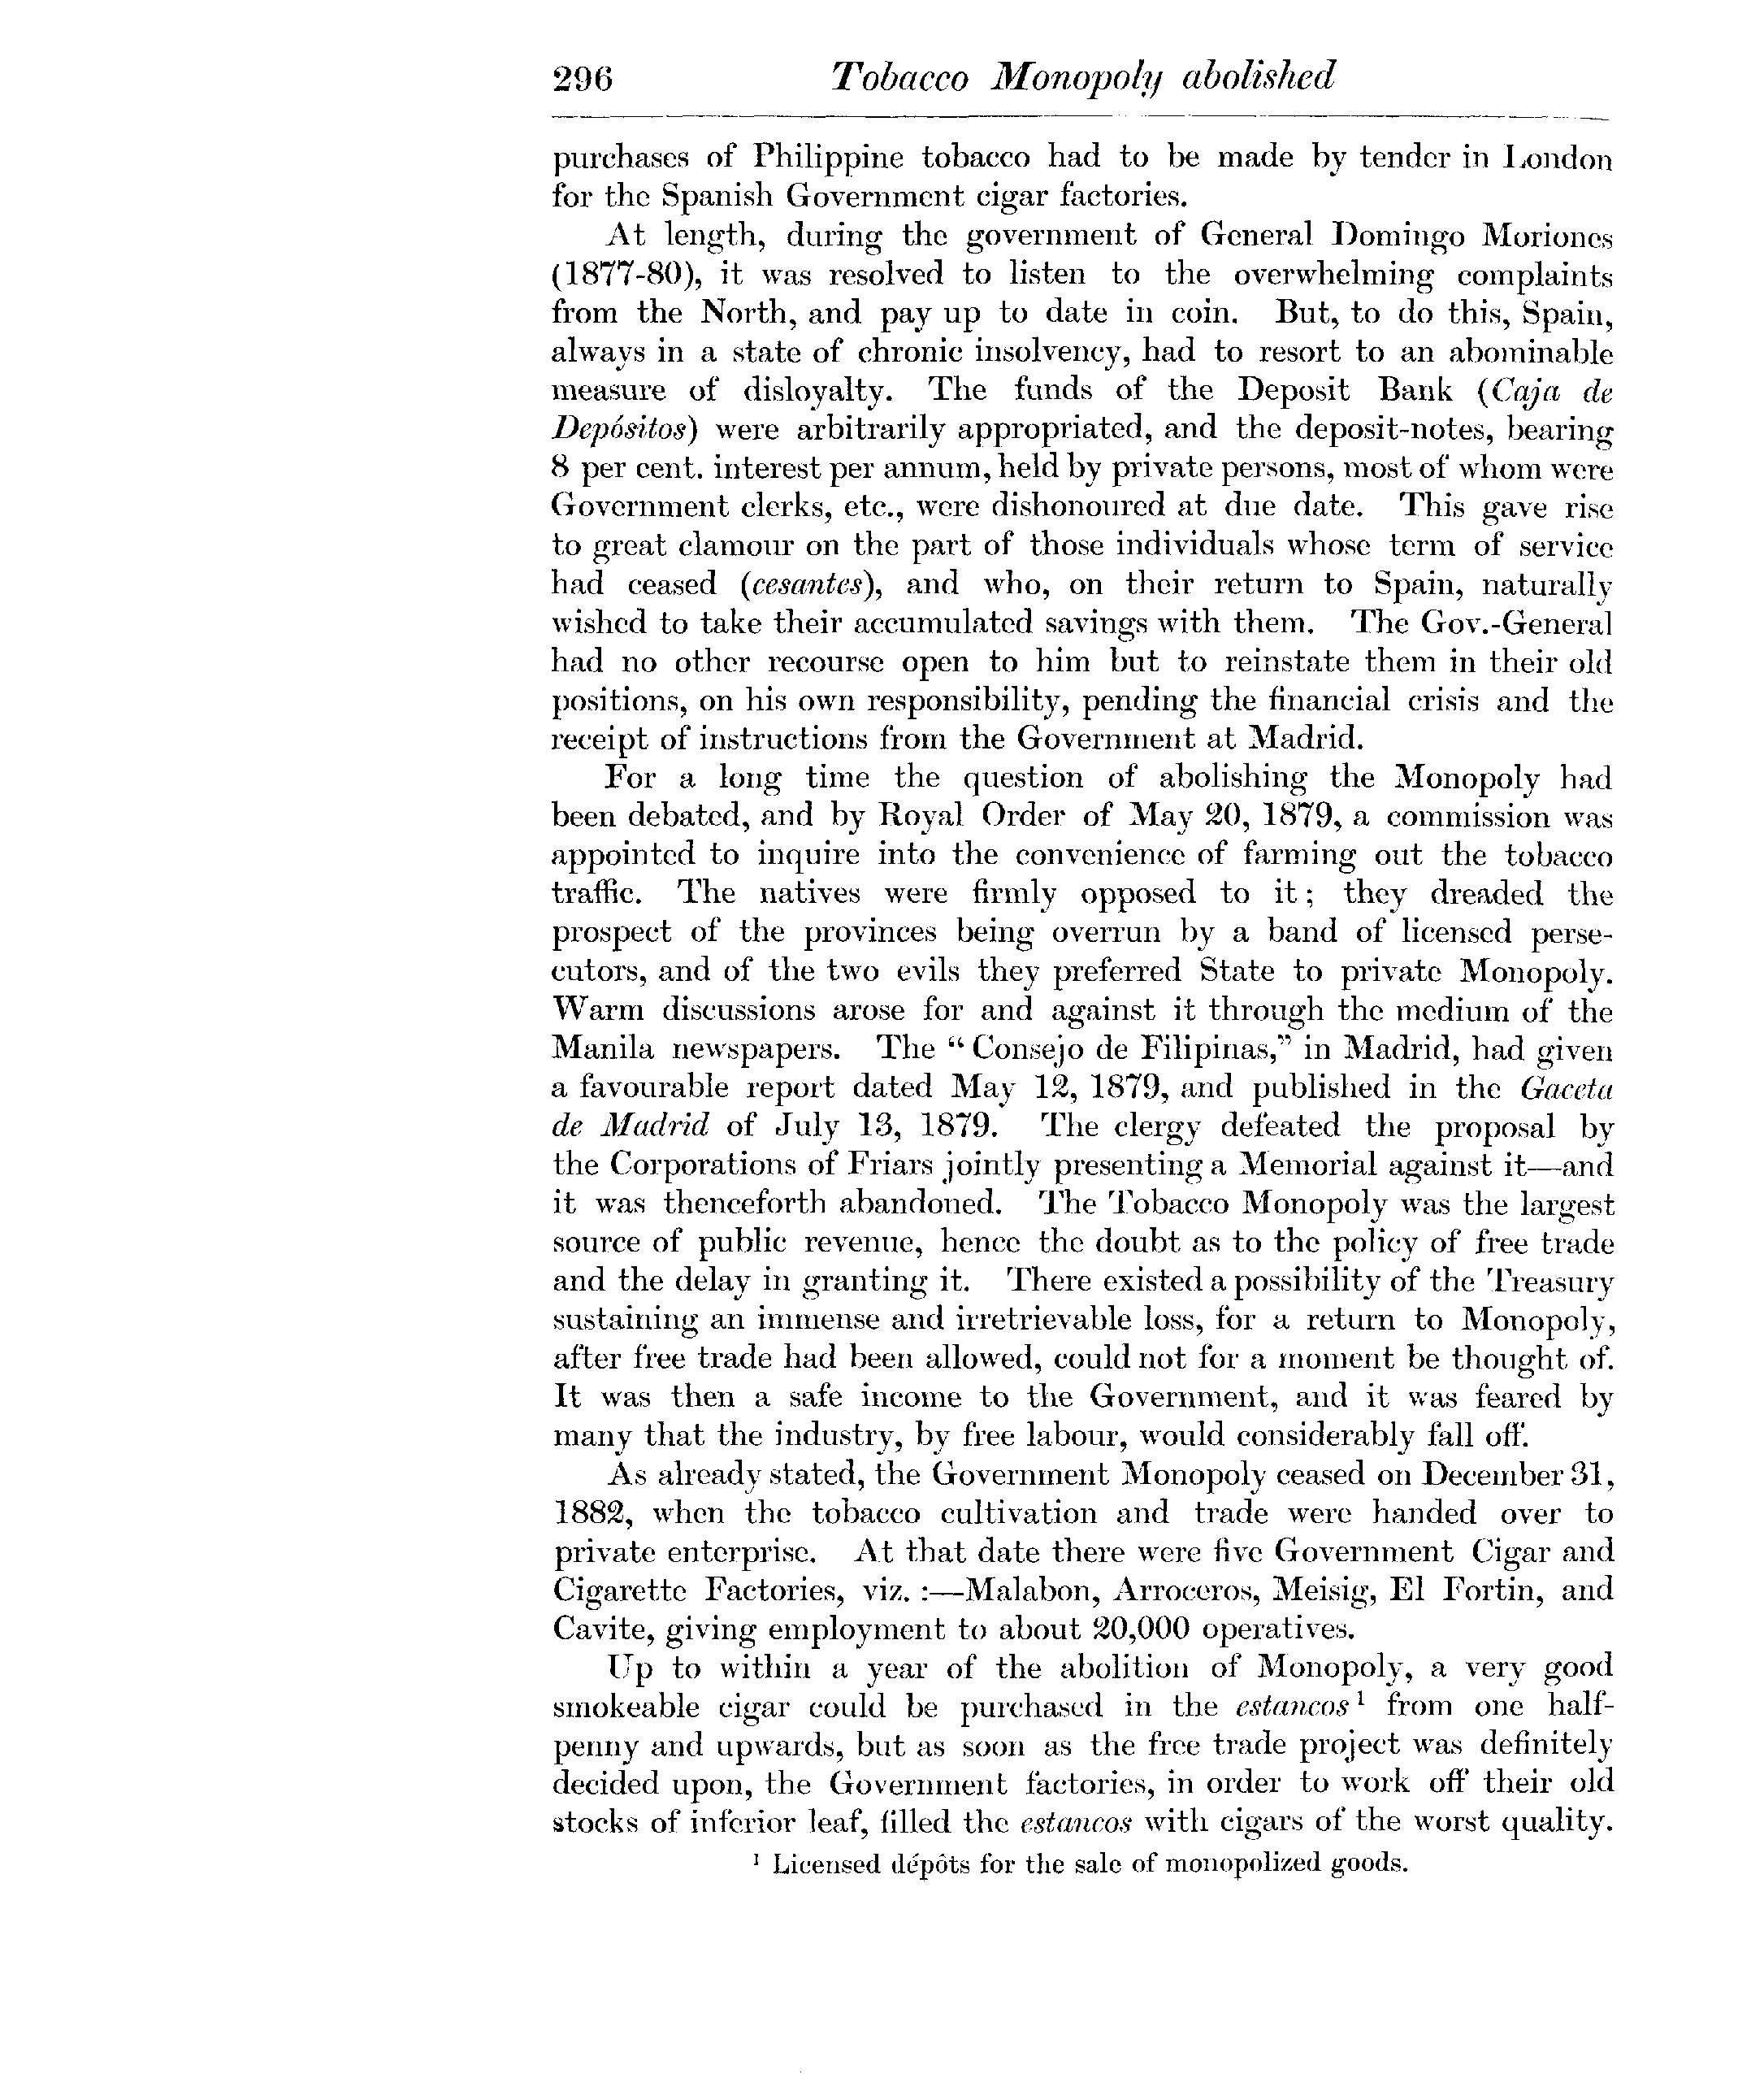 296 Tobacco Monopoly abolished
purchases of Philippine tobacco had to be made by tender in London
for the Spanish Government cigar factories.
At length, during the government of General Domingo Moriones
(1877-80), it was resolved to listen to the overwhelming complaints
from the North, and pay up to date in coin. But, to do this, Spain,
always in a state of chronic insolvency, had to resort to an abominable
measure of disloyalty. The funds of the Deposit Bank (Caja de
Depósitos) were arbitrarily appropriated, and the deposit-notes, bearing
8 per cent. interest per annum, held by private persons, most of whom were
Government clerks, etc., were dishonoured at due date. This gave rise
to great clamour on the part of those individuals whose term of service
had ceased (cesantes), and who, on their return to Spain, naturally
wished to take their accumulated savings with them. The Gov.-General
had no other recourse open to him but to reinstate them in their old
positions, on his own responsibility, pending the financial crisis and the
receipt of instructions from the Government at Madrid.
For a long time the question of abolishing the Monopoly had
been debated, and by Royal Order of May 20, 1879, a commission was
appointed to inquire into the convenience of farming out the tobacco
traffic. The natives were firmly opposed to it; they dreaded the
prospect of the provinces being overrun by a band of licensed perse-
cutors, and of the two evils they preferred State to private Monopoly.
Warm discussions arose for and against it through the medium of the
Manila newspapers. The "Consejo de Filipinas," in Madrid, had given
a favourable report dated May 12, 1879, and published in the Gaceta
de Madrid of July 13, 1879. The clergy defeated the proposal by
the Corporations of Friars jointly presenting a Memorial against it—and
it was thenceforth abandoned. The Tobacco Monopoly was the largest
source of public revenue, hence the doubt as to the policy of free trade
and the delay in granting it. There existed a possibility of the Treasury
sustaining an immense and irretrievable loss, for a return to Monopoly,
after free trade had been allowed, could not for a moment be thought of.
It was then a safe income to the Government, and it was feared by
many that the industry, by free labour, would considerably fall off.
As already stated, the Government Monopoly ceased on December 31,
1882, when the tobacco cultivation and trade were handed over to
private enterprise. At that date there were five Government Cigar and
Cigarette Factories, viz. :—Malabon, Arroceros, Meisig, El Fortin, and
Cavite, giving employment to about 20,000 operatives.
Up to within a year of the abolition of Monopoly, a very good
smokeable cigar could be purchased in the estancos¹ from one half-
penny and upwards, but as soon as the free trade project was definitely
decided upon, the Government factories, in order to work off their old
stocks of inferior leaf, filled the estancos with cigars of the worst quality.
¹ Licensed dépôts for the sale of monopolized goods.